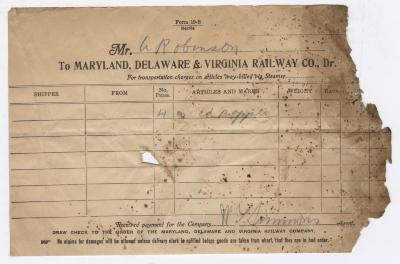 Form 19-B
Mr. A Robinson
To MARYLAND, DELAWARE & VIRGINIA RAILWAY CO., Dr.
For transportation charges on articles way-billed via Steamer
SHIPPER FROM No. Packs. ARTICLES AND MARKS WEIGHT RATE
4
Received payment for the Company, Agent.
DRAW CHECK TO THE ORDER OF THE MARYLAND, DELAWARE AND VIRGINIA RAILWAY COMPANY.
No claims for damages will be allowed unless delivery clerk is notified before goods are taken from wharf, that they are in bad order.